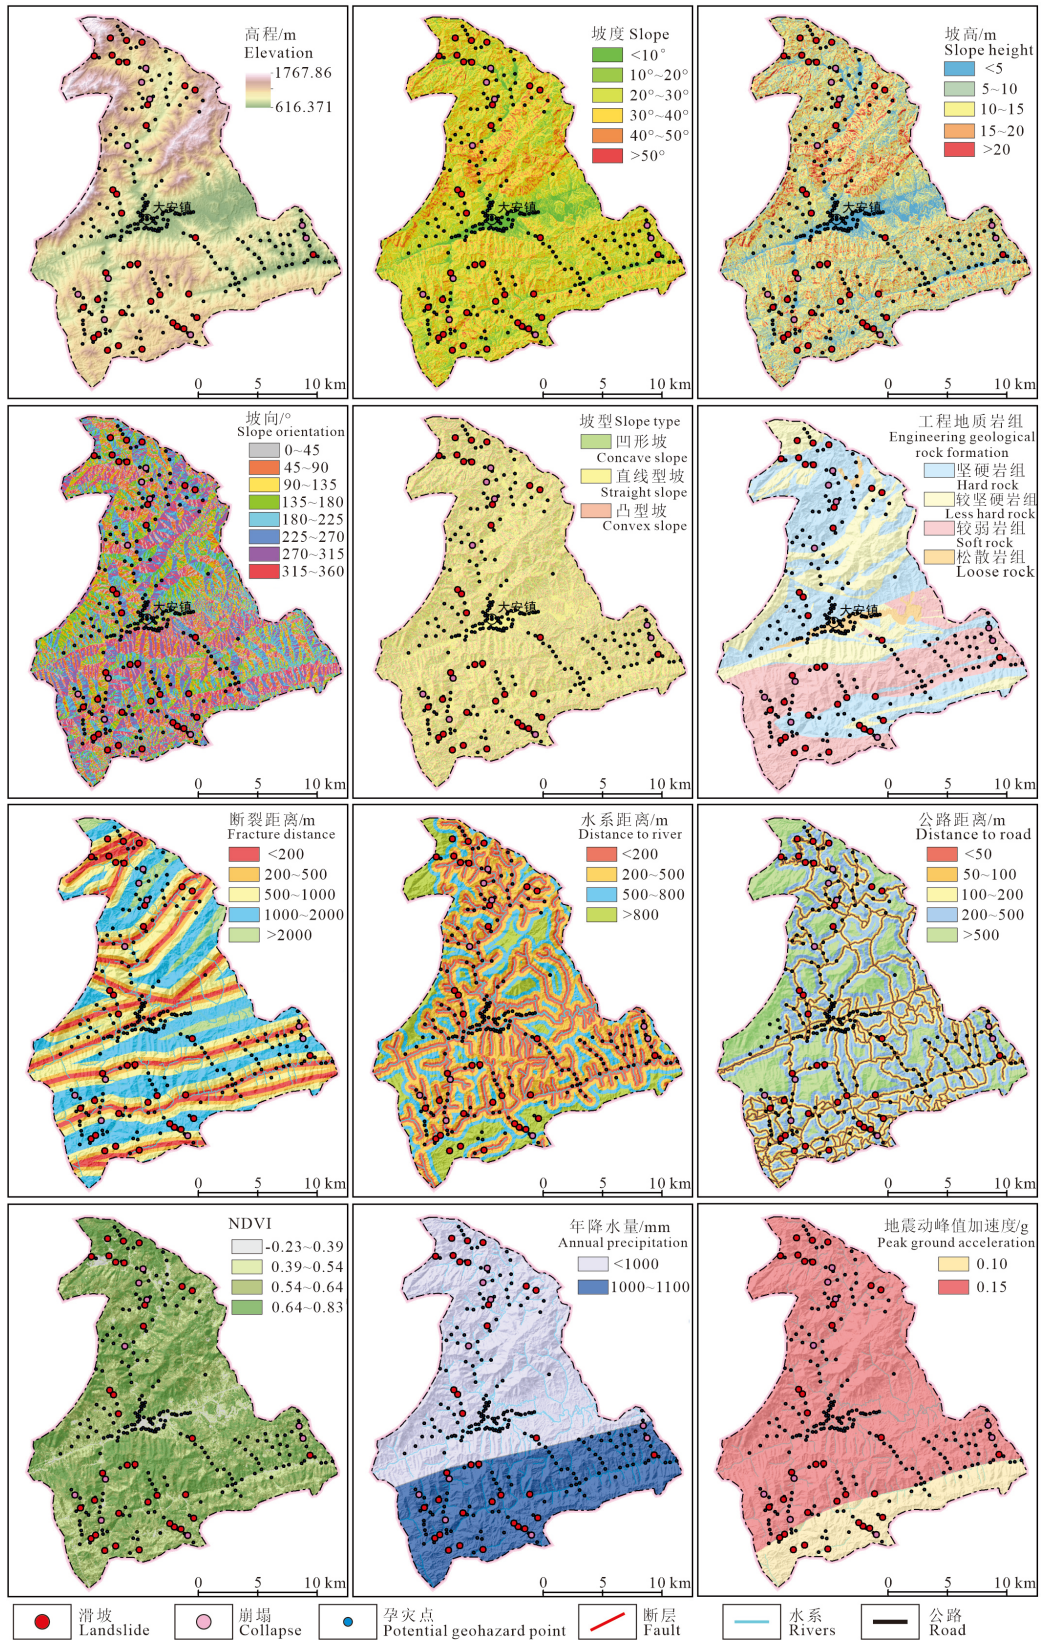 高程/m
Elevation
1767.86
616.371
大安镇
0 5 10 km
坡度 Slope
<10°
10°~20°
20°~30°
30°~40°
40°~50°
>50°
大安镇
0 5 10 km
坡高/m
Slope height
<5
5~10
10~15
15~20
>20
大安镇
0 5 10 km
坡向/°
Slope orientation
0~45
45~90
90~135
135~180
180~225
225~270
270~315
315~360
大安镇
0 5 10 km
坡型Slope type
凹形坡
Concave slope
直线型坡
Straight slope
凸型坡
Convex slope
大安镇
0 5 10 km
工程地质岩组
Engineering geological
rock formation
坚硬岩组
Hard rock
较坚硬岩组
Less hard rock
较弱岩组
Soft rock
松散岩组
Loose rock
大安镇
0 5 10 km
断裂距离/m
Fracture distance
<200
200~500
500~1000
1000~2000
>2000
0 5 10 km
水系距离/m
Distance to river
<200
200~500
500~800
>800
0 5 10 km
公路距离/m
Distance to road
<50
50~100
100~200
200~500
>500
0 5 10 km
NDVI
-0.23~0.39
0.39~0.54
0.54~0.64
0.64~0.83
0 5 10 km
年降水量/mm
Annual precipitation
<1000
1000~1100
0 5 10 km
地震动峰值加速度/g
Peak ground acceleration
0.10
0.15
0 5 10 km
滑坡
Landslide
崩塌
Collapse
孕灾点
Potential geohazard point
断层
Fault
水系
Rivers
公路
Road